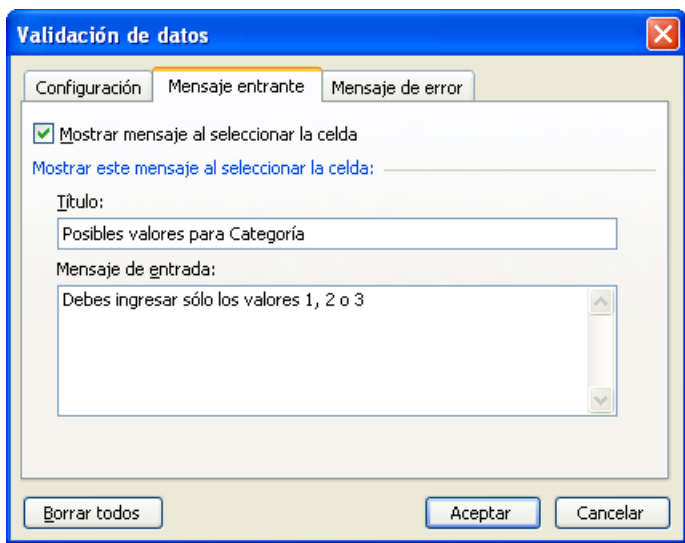 Validación de datos
Configuración
Mensaje entrante
Mensaje de error
Mostrar mensaje al seleccionar la celda
Mostrar este mensaje al seleccionar la celda:
Título:
Posibles valores para Categoría
Mensaje de entrada:
Debes ingresar sólo los valores 1, 2 o 3
Borrar todos
Aceptar
Cancelar